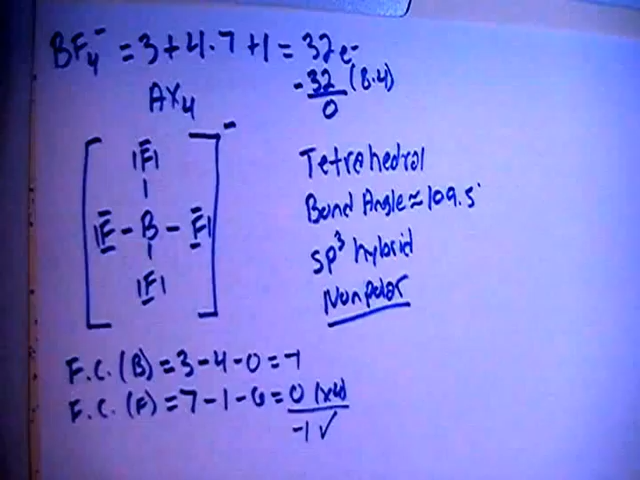 BF₄⁻ = 3 + 4·7 + 1 = 32e⁻
-32 (8·4)
0
AX₄
[ ]⁻
|F|
|F - B - F|
|F|
Tetrahedral
Bond Angle ≈ 109.5°
sp³ hybrid
Nonpolar
F.C. (B) = 3 - 4 - 0 = -1
F.C. (F) = 7 - 1 - 6 = 0 (x4)
-1 ✓